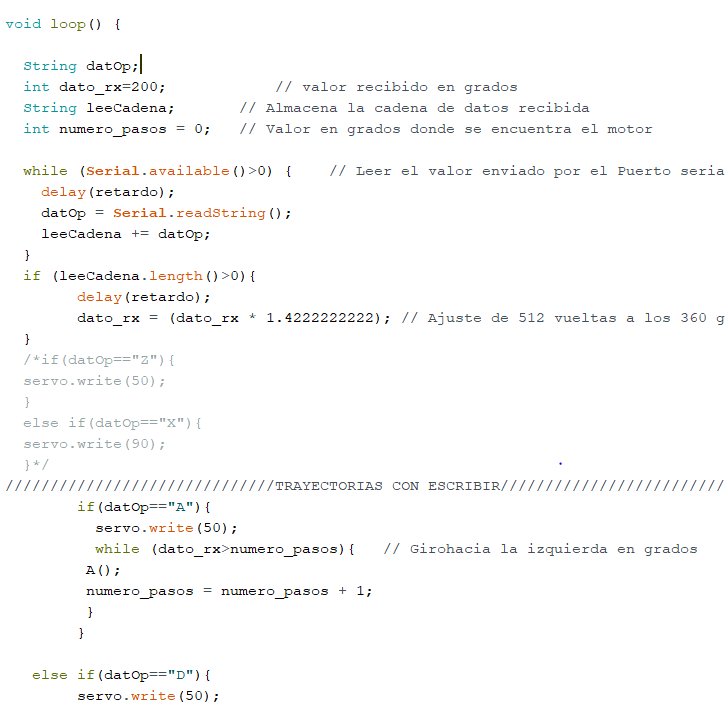 void loop() {
String datOp;
int dato_rx=200; // valor recibido en grados
String leeCadena; // Almacena la cadena de datos recibida
int numero_pasos = 0; // Valor en grados donde se encuentra el motor
while (Serial.available()>0) { // Leer el valor enviado por el Puerto seria
delay(retardo);
datOp = Serial.readString();
leeCadena += datOp;
}
if (leeCadena.length()>0){
delay(retardo);
dato_rx = (dato_rx * 1.4222222222); // Ajuste de 512 vueltas a los 360 g
}
/*if(datOp=="Z"){
servo.write(50);
}
else if(datOp=="X"){
servo.write(90);
}*/
//////////////////////////////TRAYECTORIAS CON ESCRIBIR/////////////////////////
if(datOp=="A"){
servo.write(50);
while (dato_rx>numero_pasos){ // Girohacia la izquierda en grados
A();
numero_pasos = numero_pasos + 1;
}
}
else if(datOp=="D"){
servo.write(50);